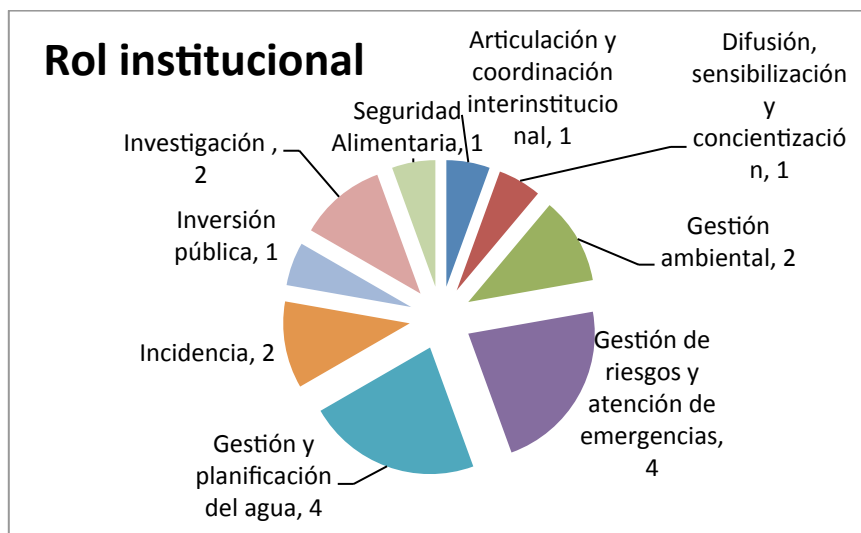 Rol institucional
Articulación y
coordinación
interinstitucio
nal, 1
Difusión,
sensibilización
y
concientizació
n, 1
Gestión
ambiental, 2
Gestión de
riesgos y
atención de
emergencias,
4
Gestión y
planificación
del agua, 4
Incidencia, 2
Inversión
pública, 1
Investigación ,
2
Seguridad
Alimentaria, 1